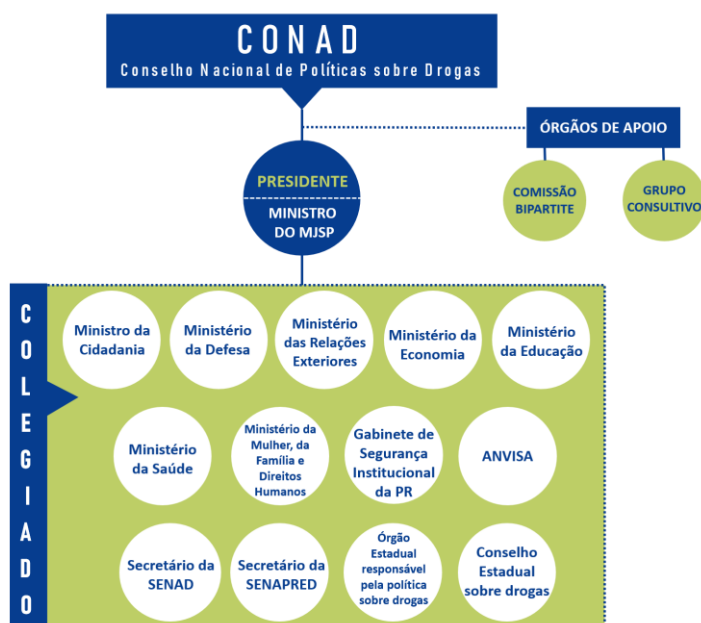 CONAD
Conselho Nacional de Políticas sobre Drogas
ÓRGÃOS DE APOIO
COMISSÃO
BIPARTITE
GRUPO
CONSULTIVO
PRESIDENTE
MINISTRO
DO MJSP
COLEGIADO
Ministro da
Cidadania
Ministério
da Defesa
Ministério
das Relações
Exteriores
Ministério da
Economia
Ministério
da Educação
Ministério
da Saúde
Ministério da
Mulher, da
Família e
Direitos
Humanos
Gabinete de
Segurança
Institucional
da PR
ANVISA
Secretário da
SENAD
Secretário da
SENAPRED
Órgão
Estadual
responsável
pela política
sobre drogas
Conselho
Estadual
sobre drogas